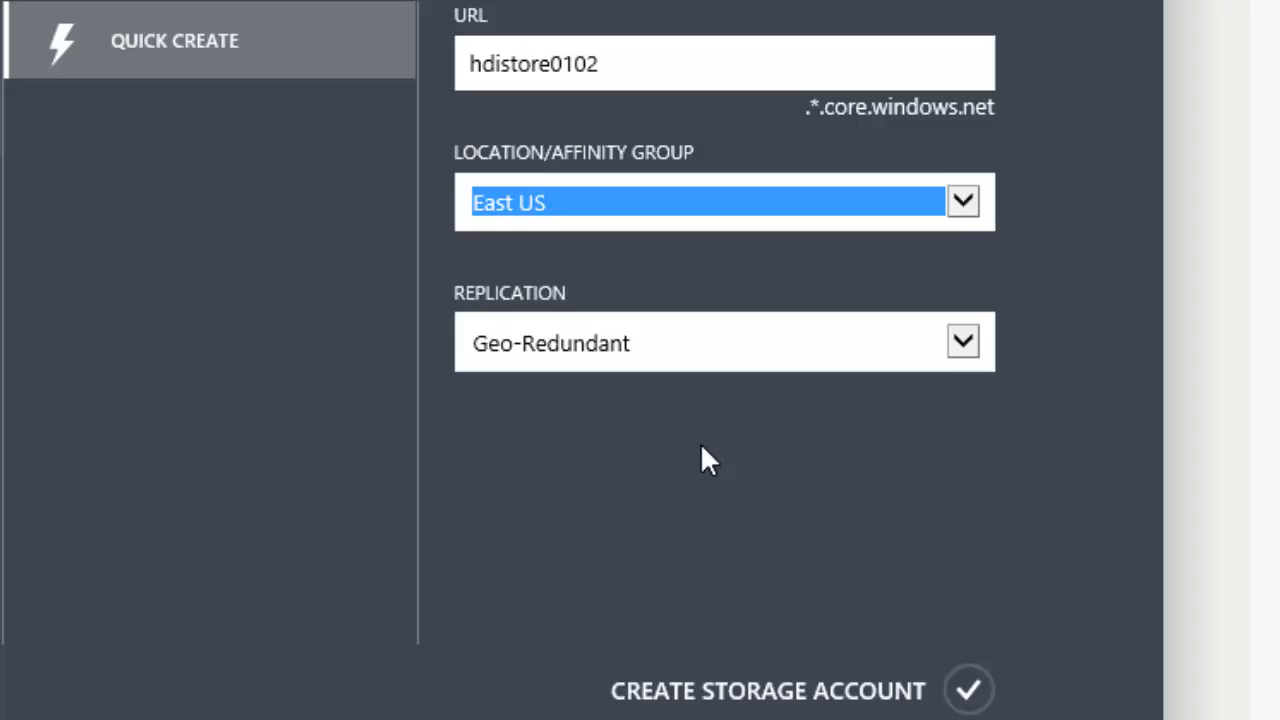 QUICK CREATE
URL
hdistore0102
.*.core.windows.net
LOCATION/AFFINITY GROUP
East US
REPLICATION
Geo-Redundant
CREATE STORAGE ACCOUNT